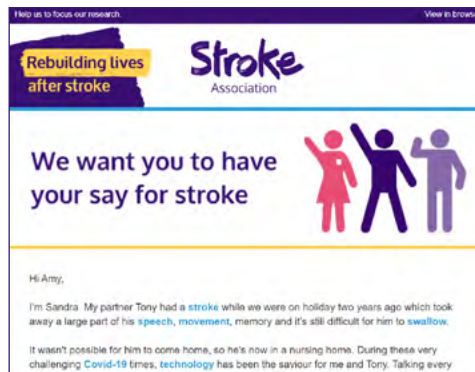 Help us to focus our research.
View in browse
Rebuilding lives
after stroke
Stroke
Association
We want you to have
your say for stroke
Hi Amy,
I'm Sandra. My partner Tony had a stroke while we were on holiday two years ago which took
away a large part of his speech, movement, memory and it's still difficult for him to swallow.
It wasn't possible for him to come home, so he's now in a nursing home. During these very
challenging Covid-19 times, technology has been the saviour for me and Tony. Talking every